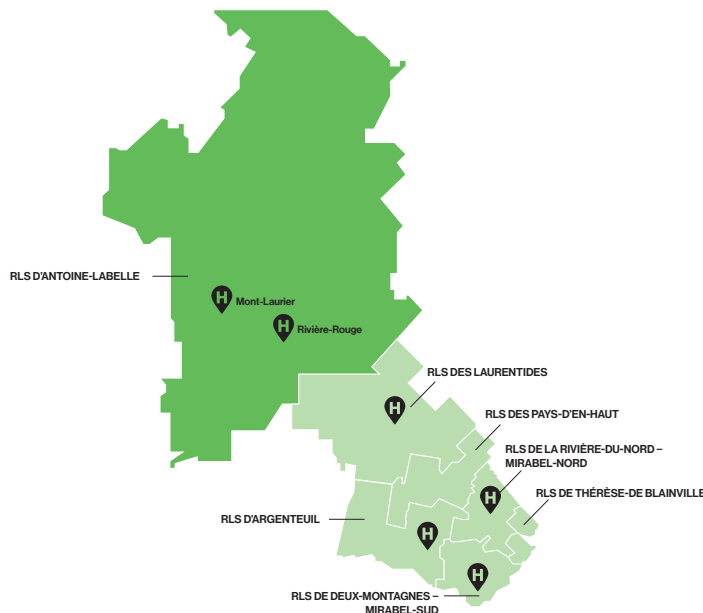 RLS D'ANTOINE-LABELLE
H
Mont-Laurier
H
Rivière-Rouge
RLS DES LAURENTIDES
H
RLS DES PAYS-D'EN-HAUT
RLS DE LA RIVIÈRE-DU-NORD –
MIRABEL-NORD
H
RLS DE THÉRÈSE-DE BLAINVILLE
RLS D'ARGENTEUIL
H
H
RLS DE DEUX-MONTAGNES –
MIRABEL-SUD